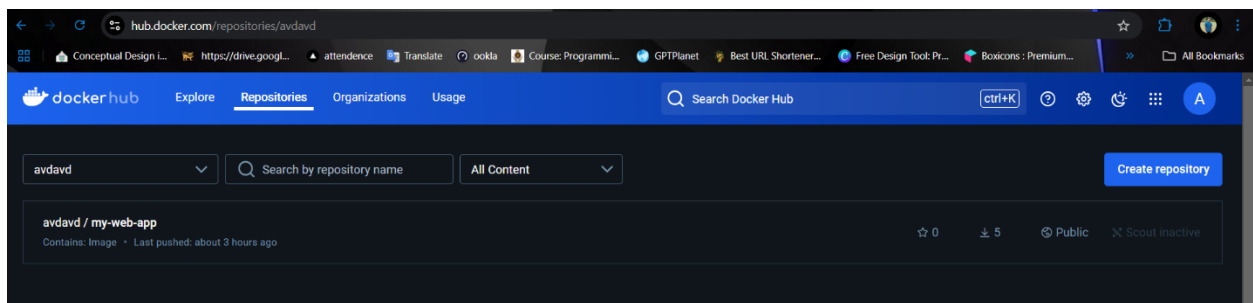 hub.docker.com/repositories/avdavd
Conceptual Design i... https://drive.googl... attendence Translate ookla Course: Programmi... GPTPlanet Best URL Shortener... Free Design Tool: Pr... Boxicons : Premium... » All Bookmarks
dockerhub Explore Repositories Organizations Usage Search Docker Hub ctrl+K A
avdavd Search by repository name All Content Create repository
avdavd / my-web-app
Contains: Image • Last pushed: about 3 hours ago
0 5 Public Scout inactive